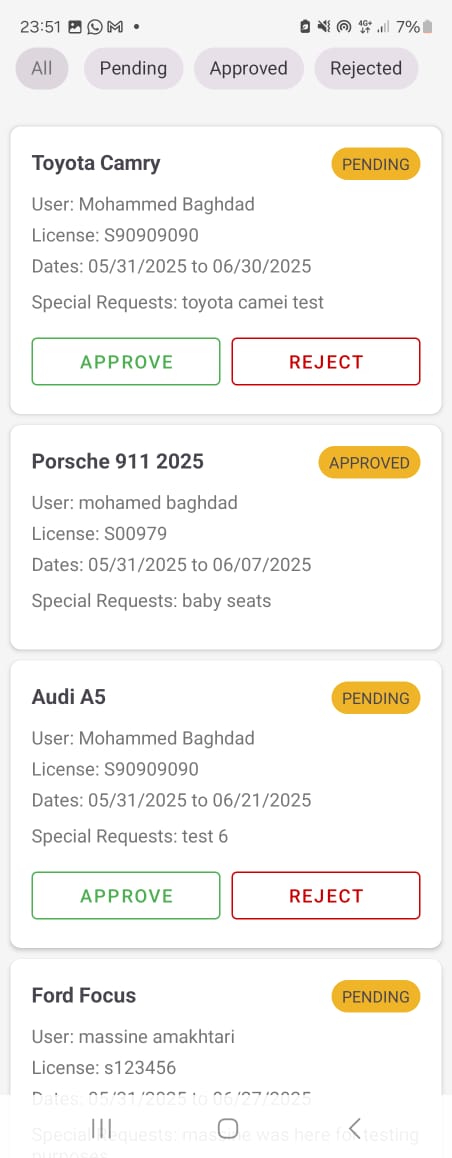 23:51
4G+
7%
All
Pending
Approved
Rejected
Toyota Camry
PENDING
User: Mohammed Baghdad
License: S90909090
Dates: 05/31/2025 to 06/30/2025
Special Requests: toyota camei test
APPROVE
REJECT
Porsche 911 2025
APPROVED
User: mohamed baghdad
License: S00979
Dates: 05/31/2025 to 06/07/2025
Special Requests: baby seats
Audi A5
PENDING
User: Mohammed Baghdad
License: S90909090
Dates: 05/31/2025 to 06/21/2025
Special Requests: test 6
APPROVE
REJECT
Ford Focus
PENDING
User: massine amakhtari
License: s123456
Dates: 05/31/2025 to 06/27/2025
Special Requests: massine was here for testing
purposes